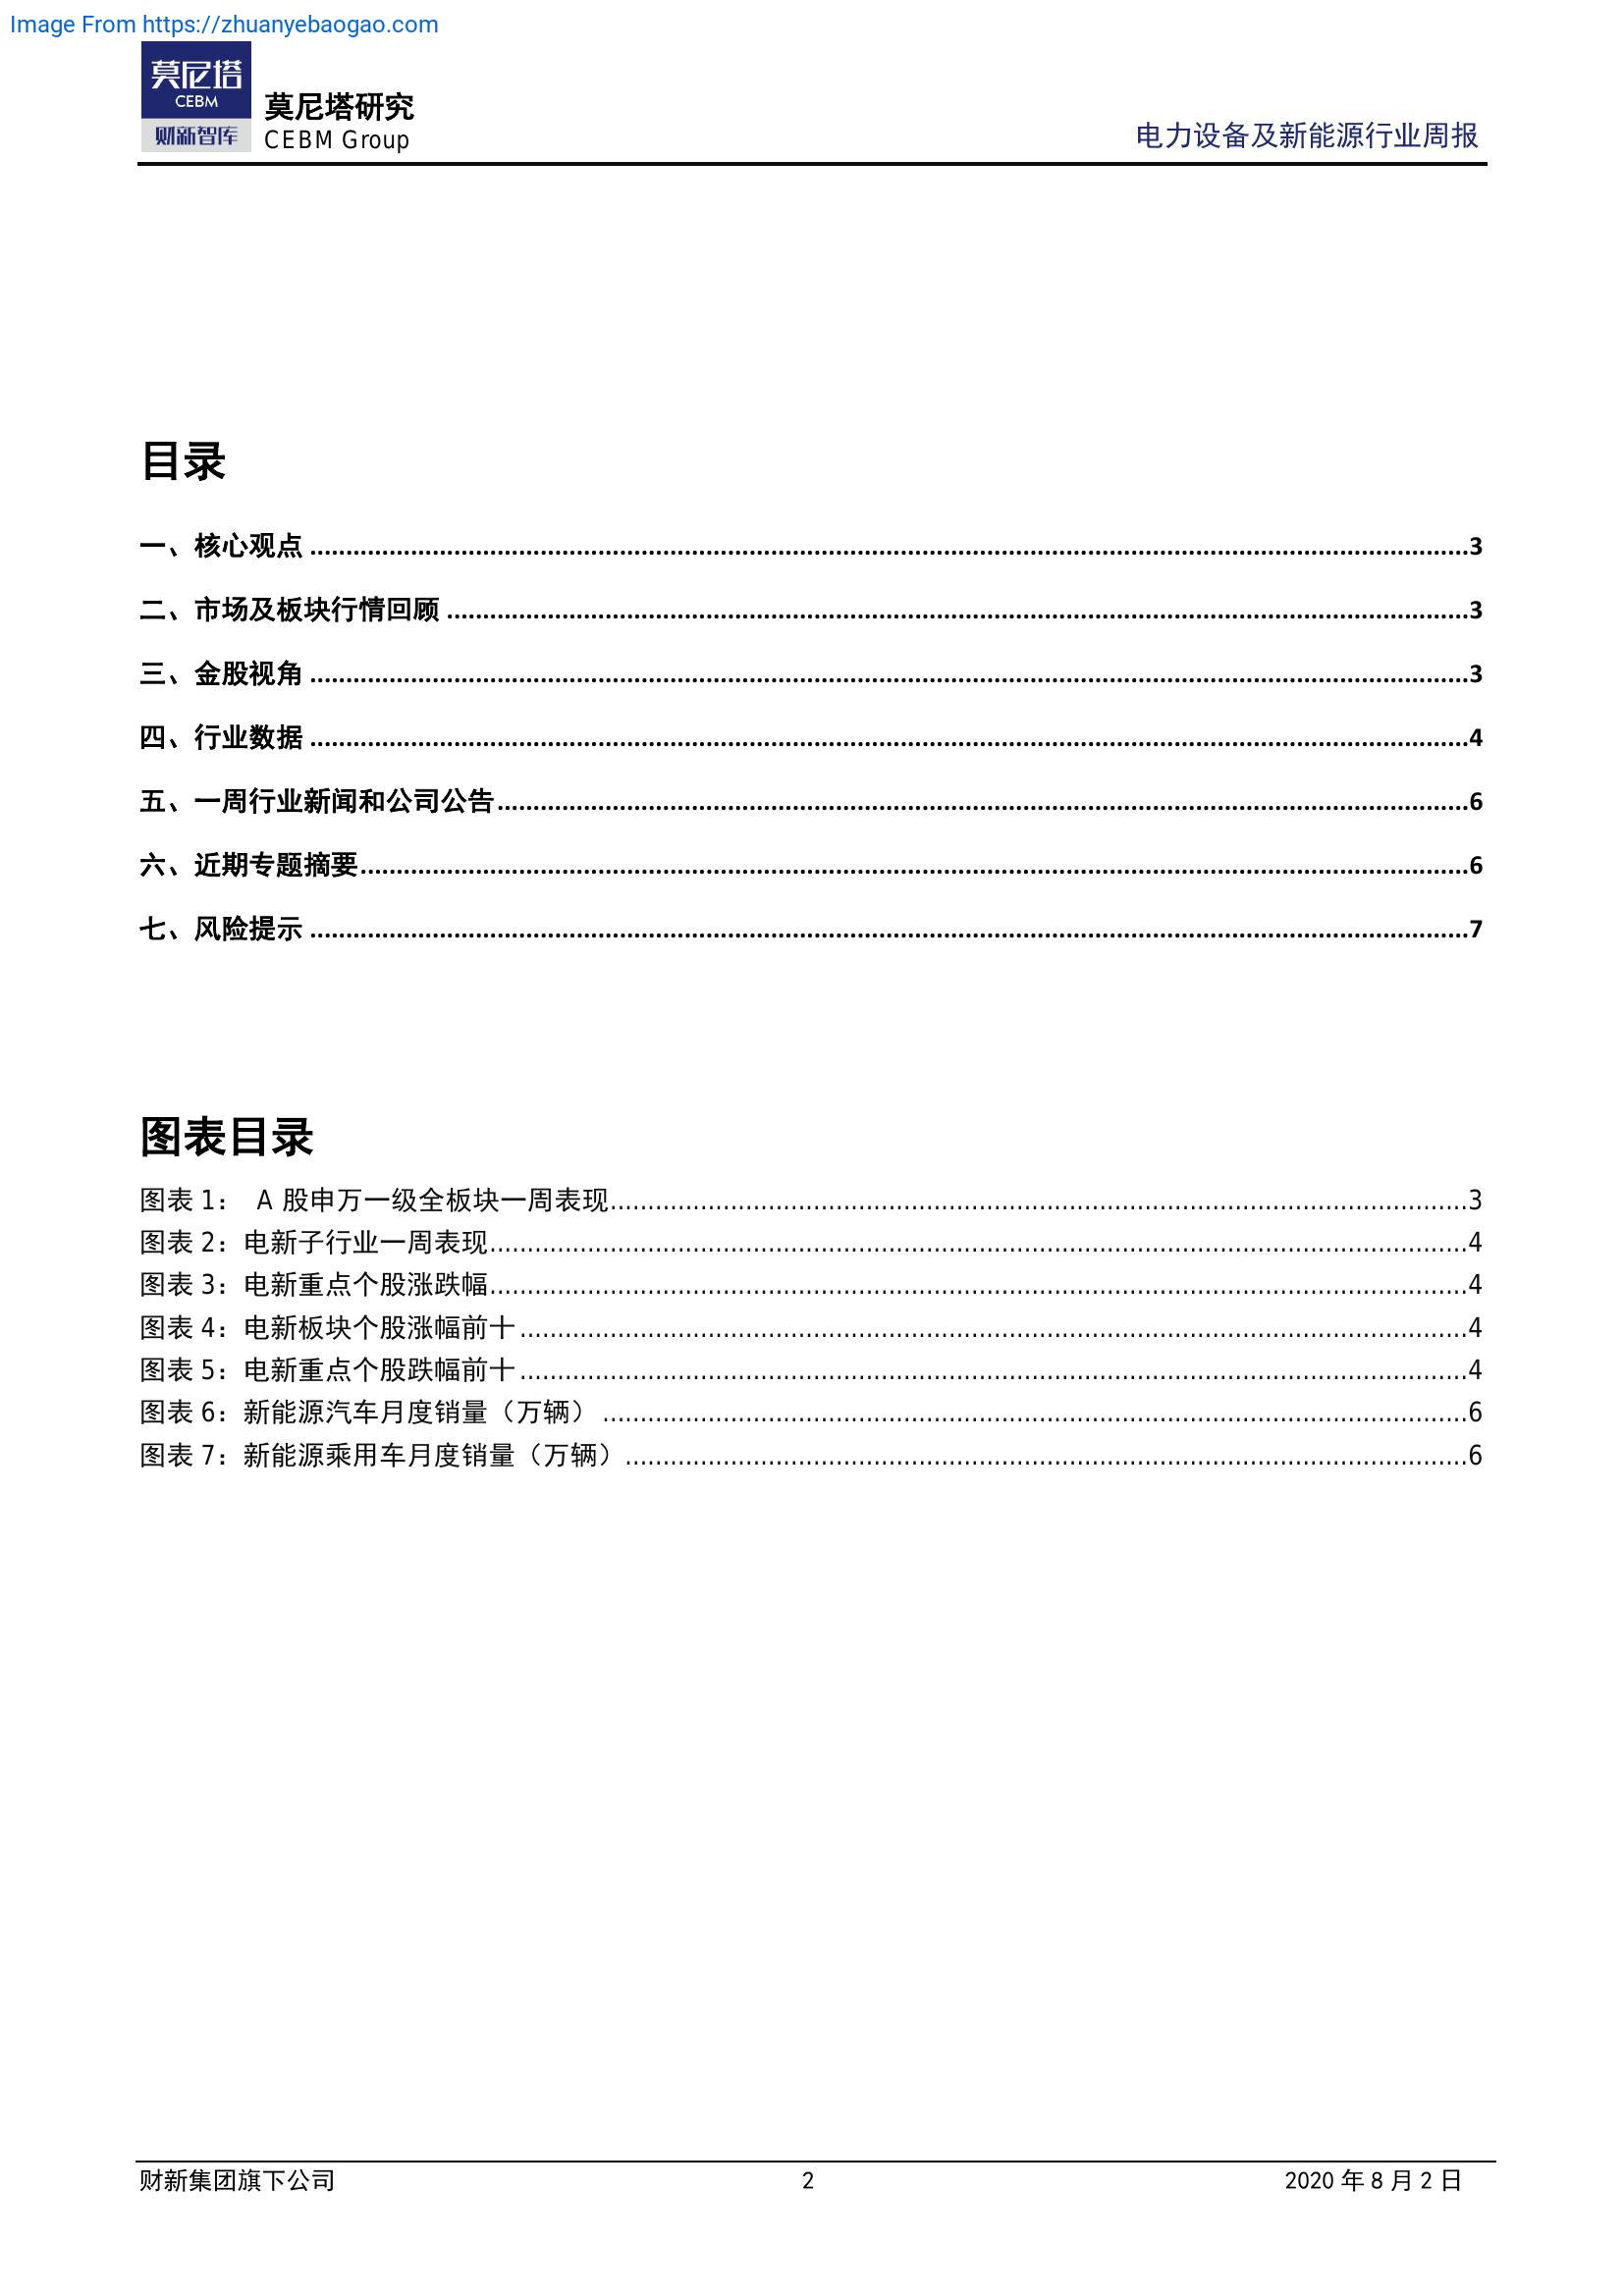 Image From https://zhuanyebaogao.com
莫尼塔
CEBM
财新智库
莫尼塔研究
CEBM Group
电力设备及新能源行业周报
目录
一、核心观点 ........................................................................ 3
二、市场及板块行情回顾 ........................................................................ 3
三、金股视角 ........................................................................ 3
四、行业数据 ........................................................................ 4
五、一周行业新闻和公司公告 ........................................................................ 6
六、近期专题摘要 ........................................................................ 6
七、风险提示 ........................................................................ 7
图表目录
图表 1： A 股申万一级全板块一周表现 ........................................................................ 3
图表 2：电新子行业一周表现 ........................................................................ 4
图表 3：电新重点个股涨跌幅 ........................................................................ 4
图表 4：电新板块个股涨幅前十 ........................................................................ 4
图表 5：电新重点个股跌幅前十 ........................................................................ 4
图表 6：新能源汽车月度销量（万辆） ........................................................................ 6
图表 7：新能源乘用车月度销量（万辆） ........................................................................ 6
财新集团旗下公司
2
2020 年 8 月 2 日